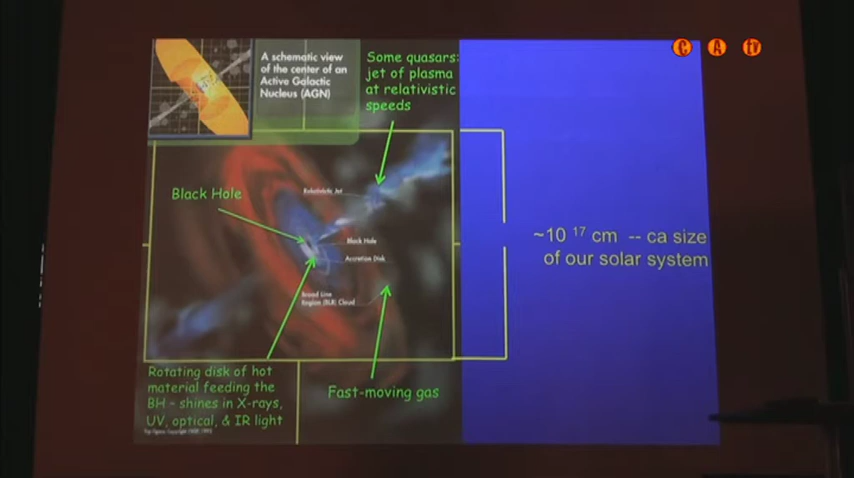 C A tv
A schematic view
of the center of an
Active Galactic
Nucleus (AGN)
Some quasars:
jet of plasma
at relativistic
speeds
Black Hole
Relativistic Jet
Black Hole
Accretion Disk
Broad Line
Region (BLR) Cloud
~10 17 cm -- ca size
of our solar system
Rotating disk of hot
material feeding the
BH - shines in X-rays,
UV, optical, & IR light
Fast-moving gas